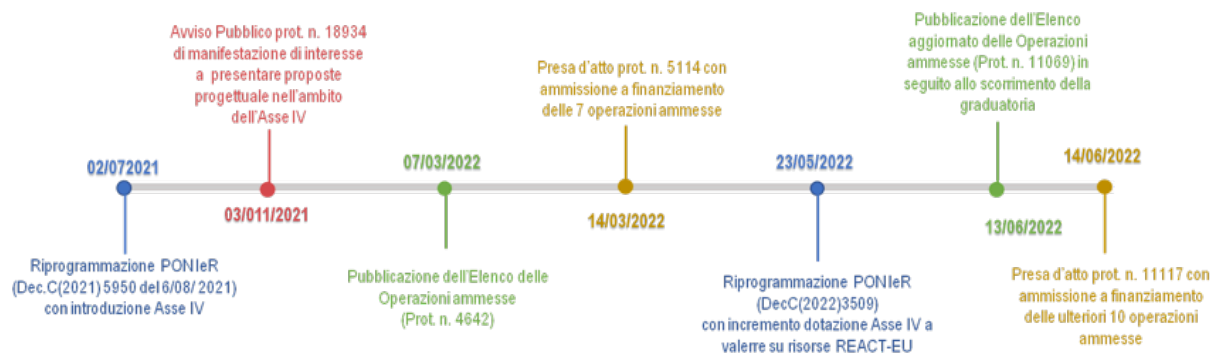 Avviso Pubblico prot. n. 18934
di manifestazione di interesse
a presentare proposte
progettuale nell'ambito
dell'Asse IV
02/072021
03/011/2021
Riprogrammazione PONIeR
(Dec.C(2021) 5950 del 6/08/ 2021)
con introduzione Asse IV
07/03/2022
Pubblicazione dell'Elenco delle
Operazioni ammesse
(Prot. n. 4642)
Presa d'atto prot. n. 5114 con
ammissione a finanziamento
delle 7 operazioni ammesse
14/03/2022
23/05/2022
Riprogrammazione PONIeR
(DecC(2022)3509)
con incremento dotazione Asse IV a
valerre su risorse REACT-EU
Pubblicazione dell'Elenco
aggiornato delle Operazioni
ammesse (Prot. n. 11069) in
seguito allo scorrimento della
graduatoria
13/06/2022
14/06/2022
Presa d'atto prot. n. 11117 con
ammissione a finanziamento
delle ulteriori 10 operazioni
ammesse